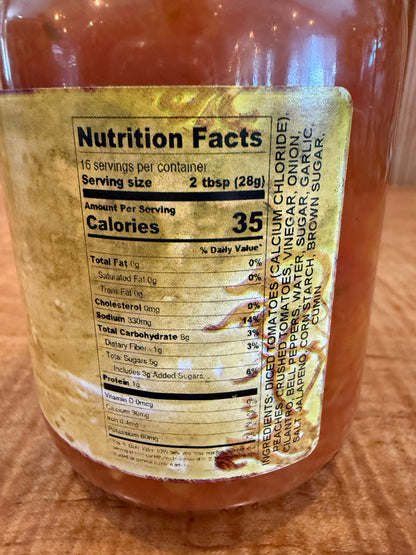 Nutrition Facts
16 servings per container
Serving size 2 tbsp (28g)
Amount Per Serving
Calories 35
% Daily Value*
Total Fat 0g 0%
Saturated Fat 0g 0%
Trans Fat 0g
Cholesterol 0mg 0%
Sodium 330mg 14%
Total Carbohydrate 8g 3%
Dietary Fiber 1g 3%
Total Sugars 5g
Includes 3g Added Sugars 6%
Protein 1g
Vitamin D 0mcg
Calcium 30mg
Iron 0.4mg
Potassium 60mg
INGREDIENTS: DICED TOMATOES (CALCIUM CHLORIDE),
PEACHES, CRUSHED TOMATOES, VINEGAR, ONION,
CILANTRO, BELL PEPPERS, WATER, SUGAR, GARLIC,
SALT, JALAPENO, CORN STARCH, BROWN SUGAR,
CUMIN